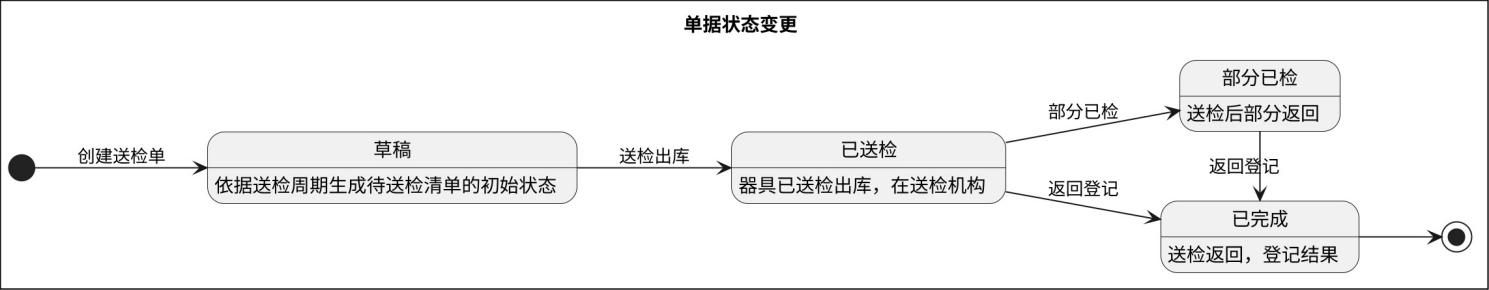 单据状态变更
创建送检单
草稿
依据送检周期生成待送检清单的初始状态
送检出库
已送检
器具已送检出库，在送检机构
部分已检
部分已检
送检后部分返回
返回登记
返回登记
已完成
送检返回，登记结果